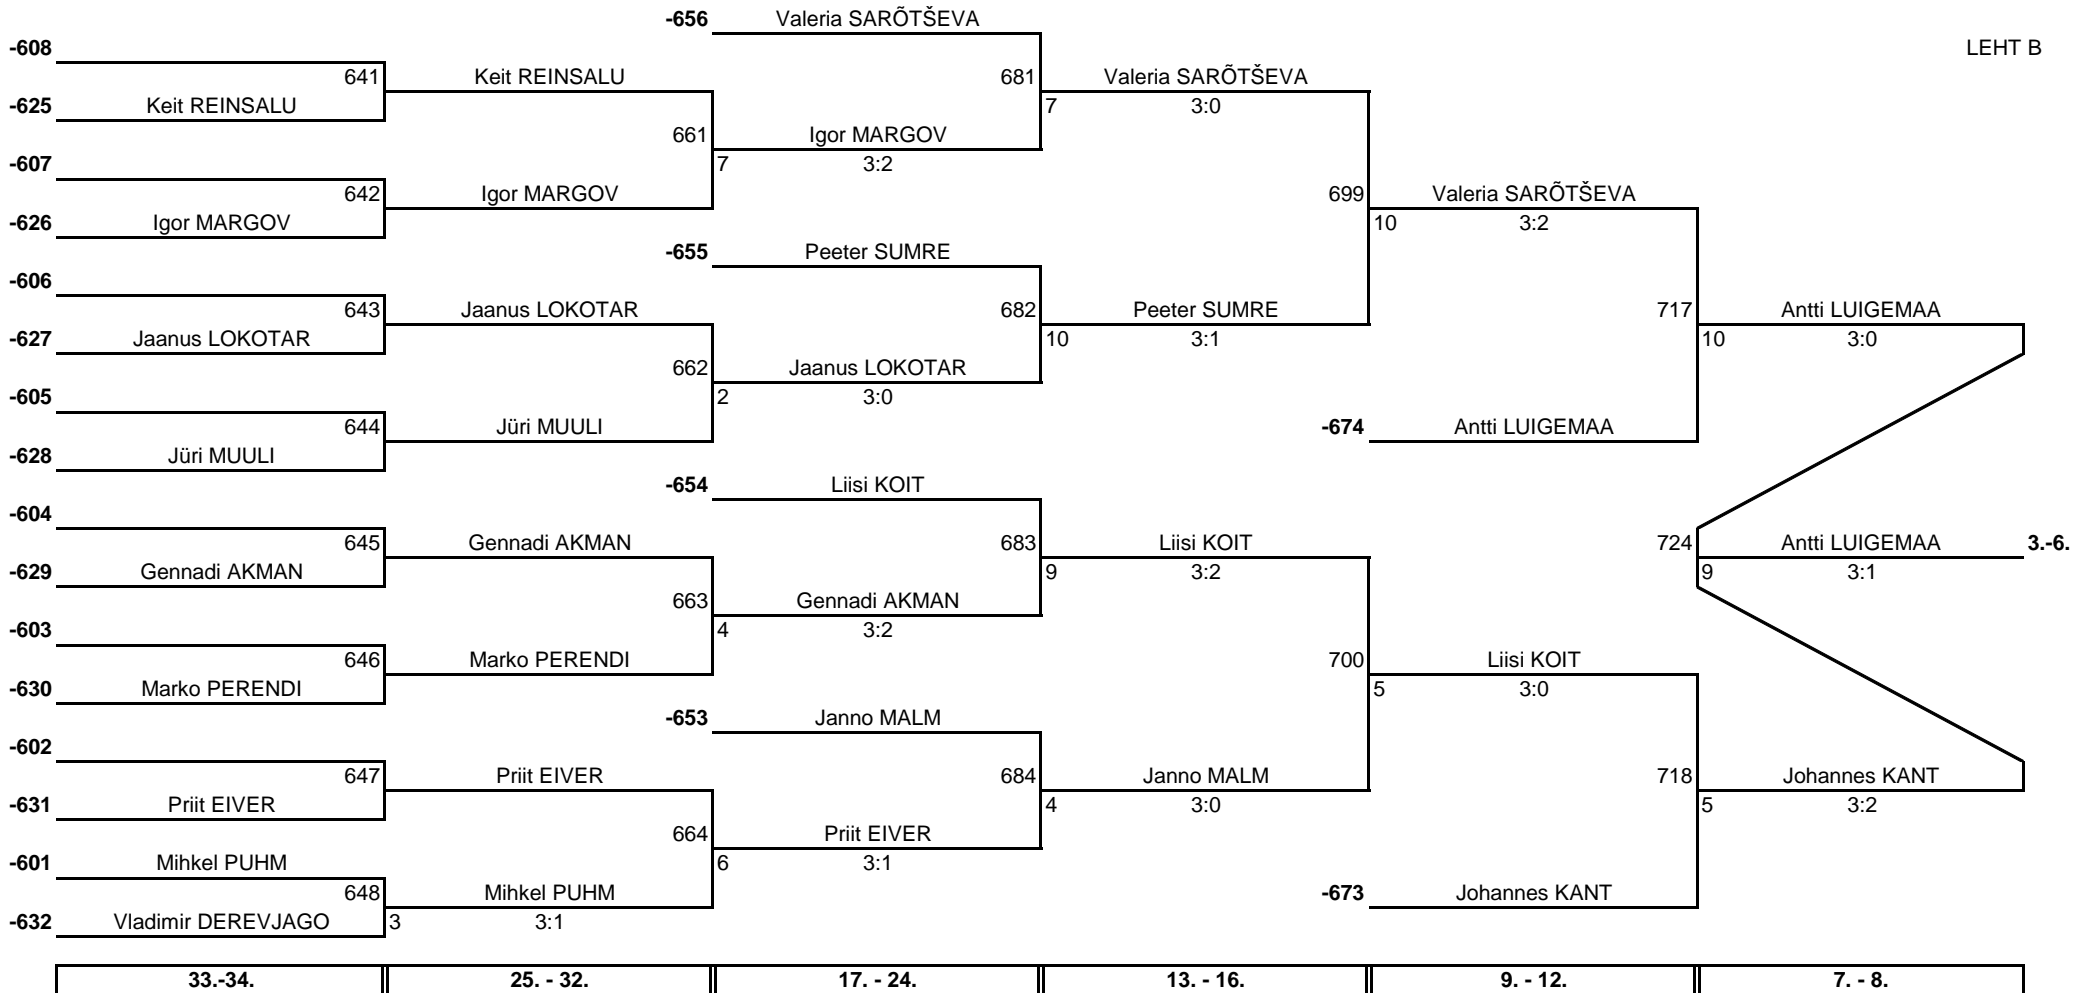 -656 Valeria SARÕTŠEVA
-608 LEHT B
641 Keit REINSALU 681 Valeria SARÕTŠEVA
-625 Keit REINSALU 7 3:0
661 Igor MARGOV
-607 7 3:2
642 Igor MARGOV 699 Valeria SARÕTŠEVA
-626 Igor MARGOV 10 3:2
-655 Peeter SUMRE
-606
643 Jaanus LOKOTAR 682 Peeter SUMRE 717 Antti LUIGEMAA
-627 Jaanus LOKOTAR 10 3:1 10 3:0
662 Jaanus LOKOTAR
-605 2 3:0
644 Jüri MUULI -674 Antti LUIGEMAA
-628 Jüri MUULI
-654 Liisi KOIT
-604
645 Gennadi AKMAN 683 Liisi KOIT 724 Antti LUIGEMAA 3.-6.
-629 Gennadi AKMAN 9 3:2 9 3:1
663 Gennadi AKMAN
-603 4 3:2
646 Marko PERENDI 700 Liisi KOIT
-630 Marko PERENDI 5 3:0
-653 Janno MALM
-602
647 Priit EIVER 684 Janno MALM 718 Johannes KANT
-631 Priit EIVER 4 3:0 5 3:2
664 Priit EIVER
-601 Mihkel PUHM 6 3:1
648 Mihkel PUHM -673 Johannes KANT
-632 Vladimir DEREVJAGO 3 3:1
33.-34. 25. - 32. 17. - 24. 13. - 16. 9. - 12. 7. - 8.